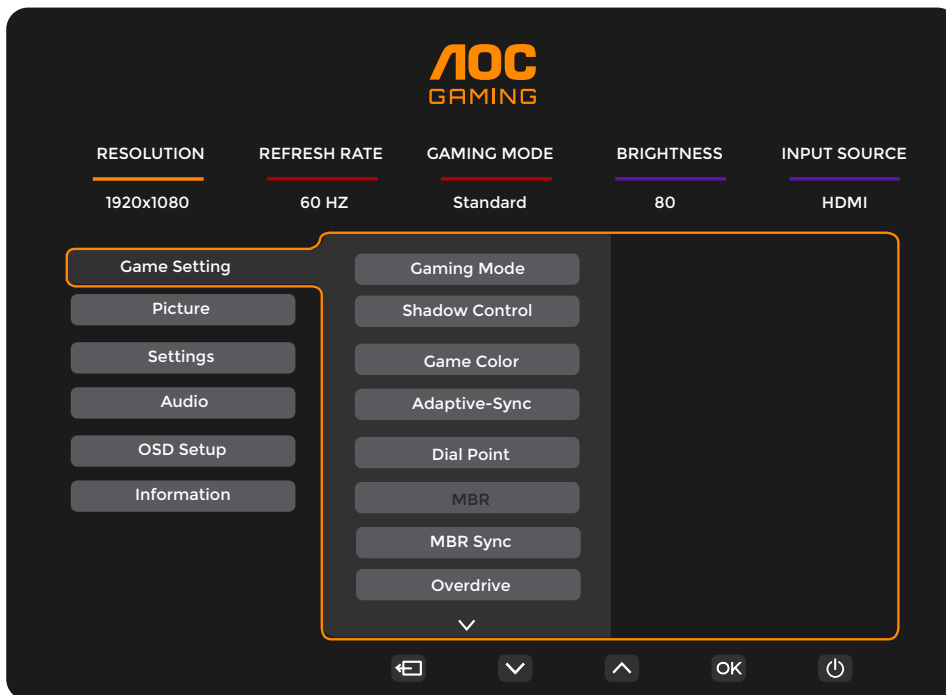 AOC
GAMING
RESOLUTION REFRESH RATE GAMING MODE BRIGHTNESS INPUT SOURCE
1920x1080 60 HZ Standard 80 HDMI
Game Setting
Picture
Settings
Audio
OSD Setup
Information
Gaming Mode
Shadow Control
Game Color
Adaptive-Sync
Dial Point
MBR
MBR Sync
Overdrive
OK